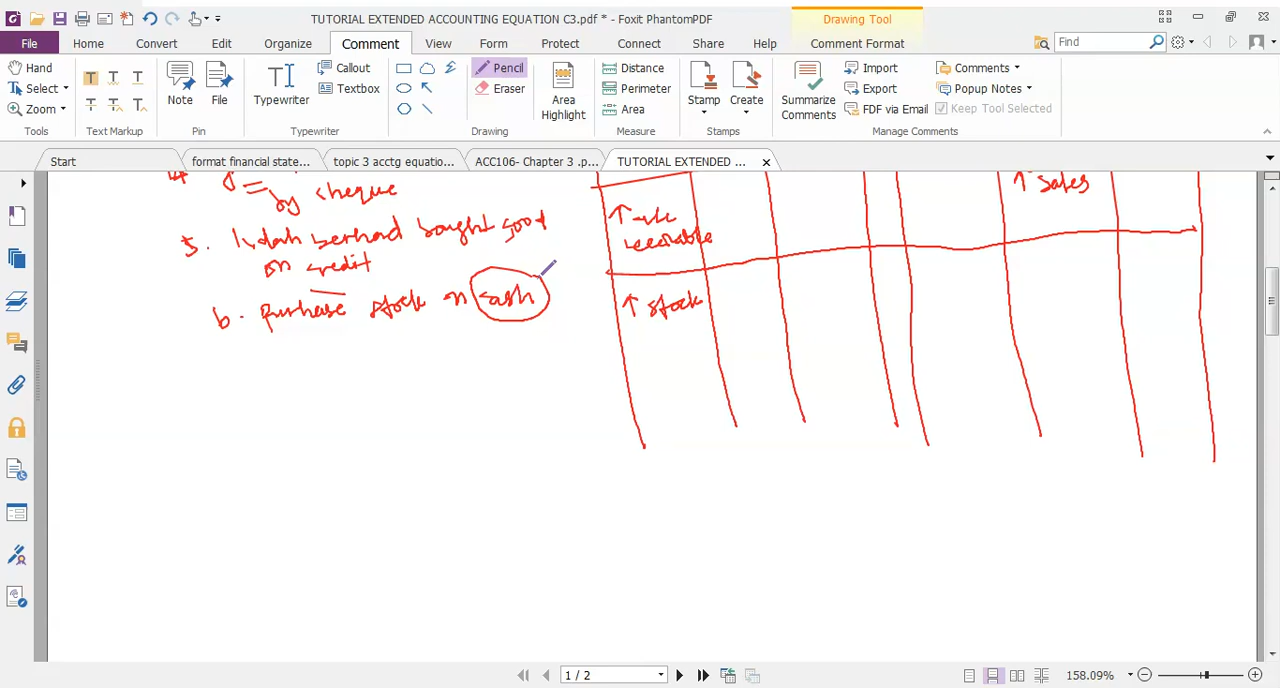 TUTORIAL EXTENDED ACCOUNTING EQUATION C3.pdf * - Foxit PhantomPDF
Drawing Tool
File Home Convert Edit Organize Comment View Form Protect Connect Share Help Comment Format Find
Hand
Select
Zoom
Tools
Text Markup
Note
File
Pin
Typewriter
Callout
Textbox
Typewriter
Pencil
Eraser
Drawing
Area Highlight
Distance
Perimeter
Area
Measure
Stamp
Create
Stamps
Summarize Comments
Import
Export
FDF via Email
Comments
Popup Notes
Keep Tool Selected
Manage Comments
Start
format financial state...
topic 3 acctg equatio...
ACC106- Chapter 3 .p...
TUTORIAL EXTENDED ...
by cheque
↑ Sales
5. Indah berhad bought good
on credit
receivable
6. purchase stock on cash
↑ stock
1 / 2
158.09%